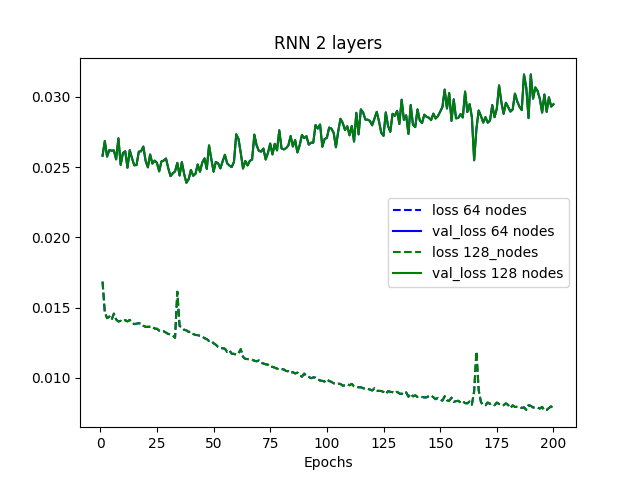 RNN 2 layers
0.030
0.025
0.020
0.015
0.010
loss 64 nodes
val_loss 64 nodes
loss 128_nodes
val_loss 128 nodes
0 25 50 75 100 125 150 175 200
Epochs